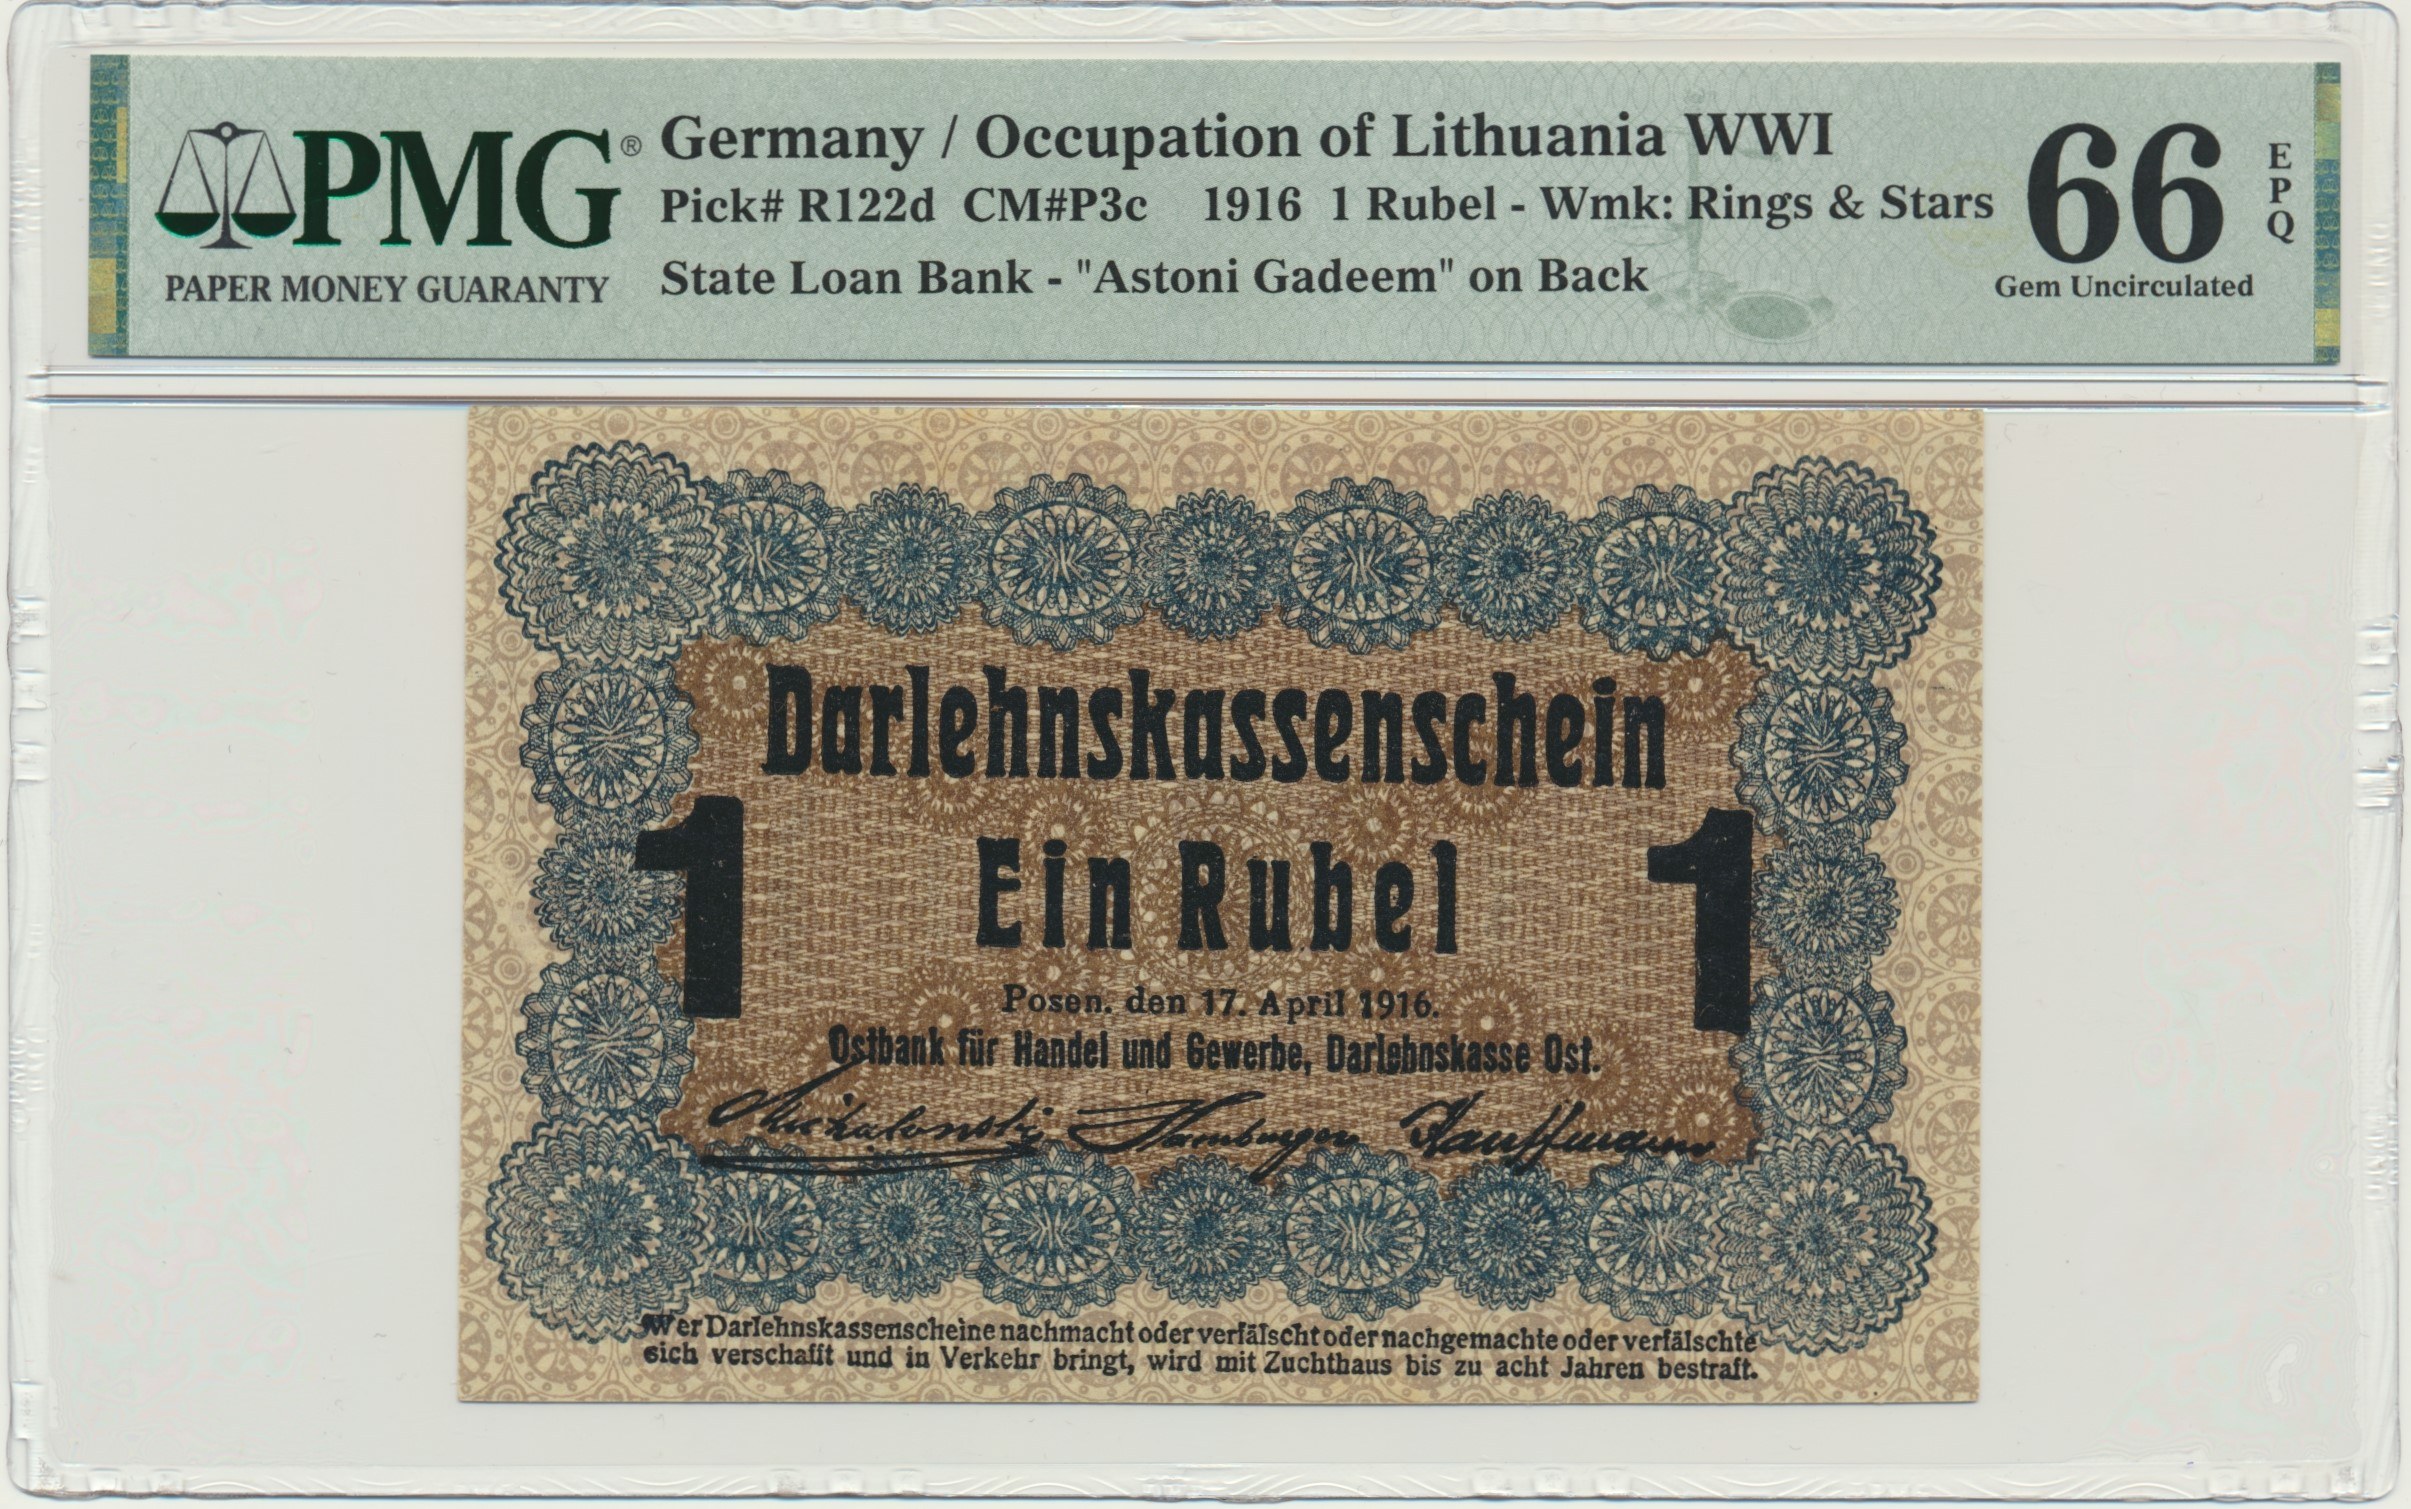 PMG®
PAPER MONEY GUARANTY
Germany / Occupation of Lithuania WWI
Pick# R122d CM#P3c 1916 1 Rubel - Wmk: Rings & Stars
State Loan Bank - "Astoni Gadeem" on Back
66
EPQ
Gem Uncirculated
Darlehnskassenschein
1 Ein Rubel 1
Posen, den 17. April 1916.
Ostbank für Handel und Gewerbe, Darlehnskasse Ost.
Michalowsky Hamburger Kauffmann
Wer Darlehnskassenscheine nachmacht oder verfälscht oder nachgemachte oder verfälschte
sich verschafft und in Verkehr bringt, wird mit Zuchthaus bis zu acht Jahren bestraft.